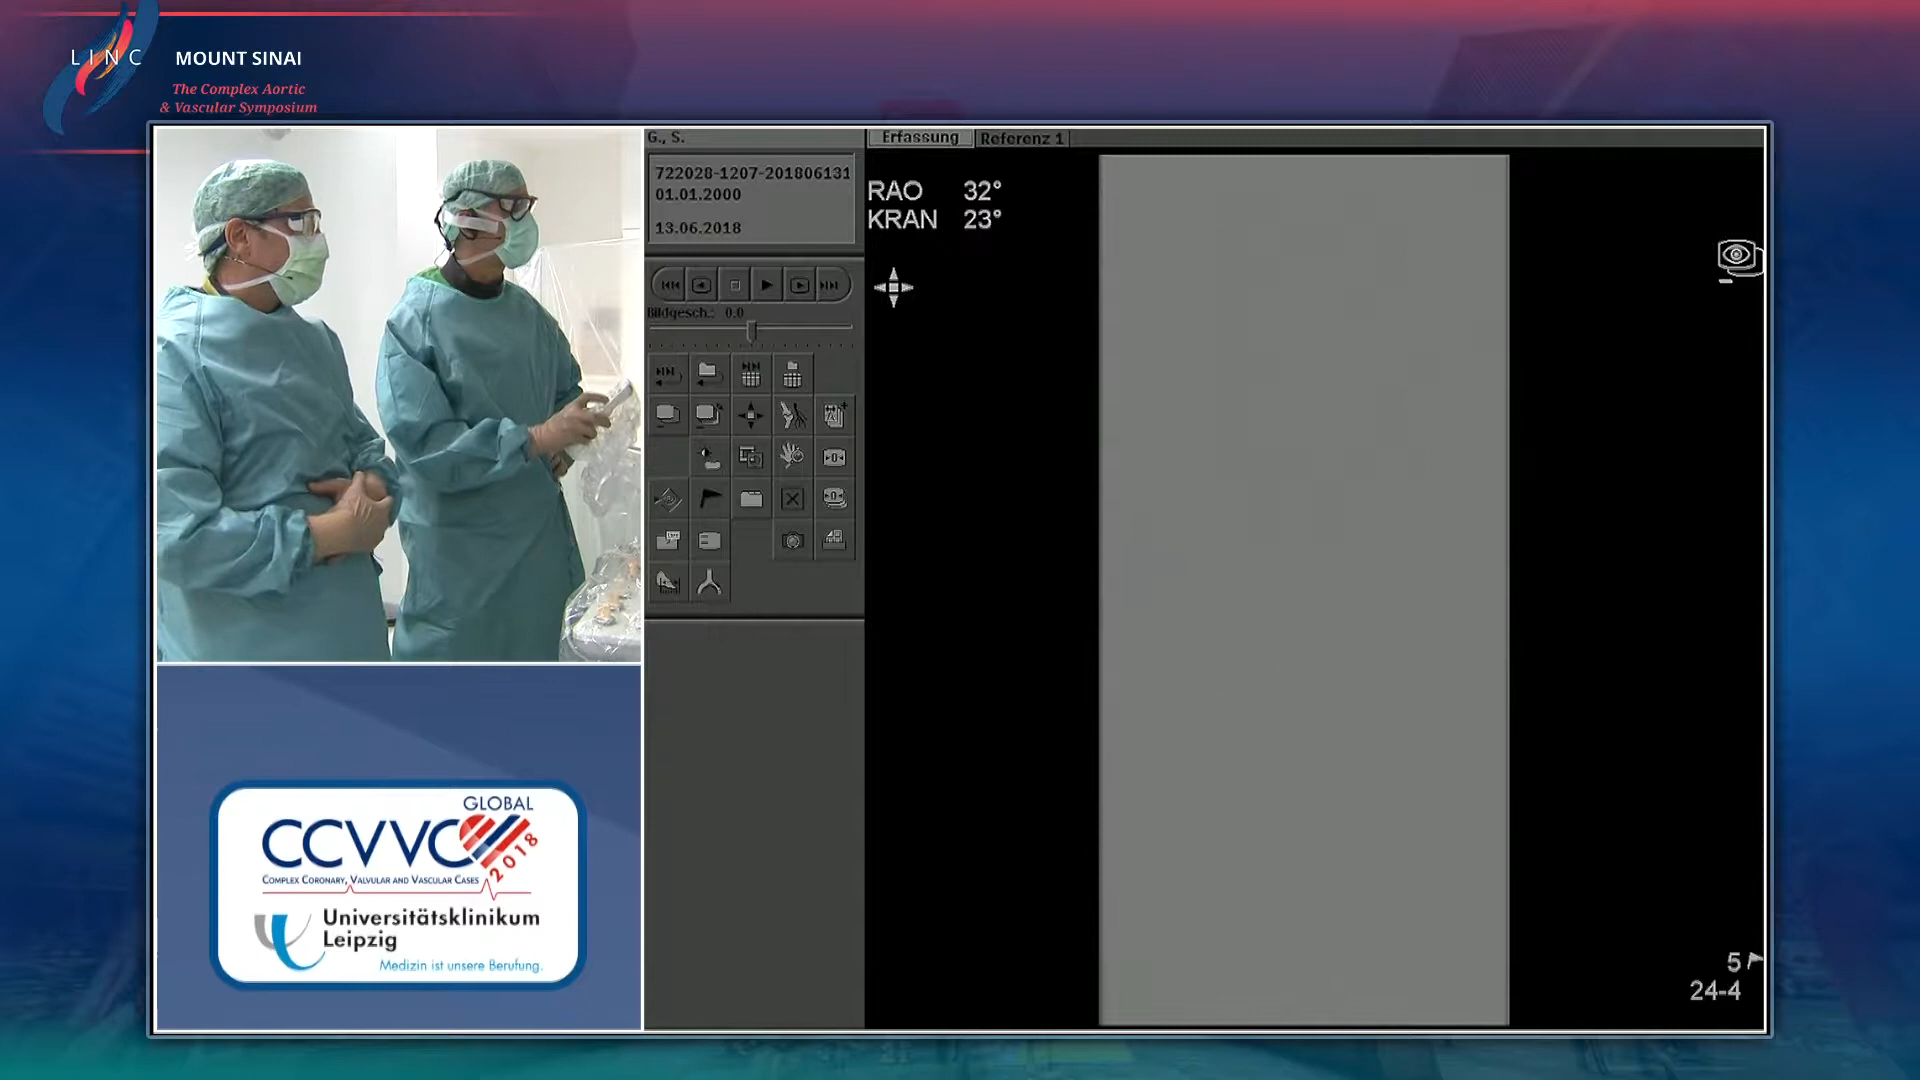 LINC
MOUNT SINAI
The Complex Aortic
& Vascular Symposium
G., S.
722028-1207-201806131
01.01.2000
13.06.2018
Bildgesch.: 0.0
Erfassung
Referenz 1
RAO 32°
KRAN 23°
5
24-4
GLOBAL
CCVVC
2018
COMPLEX CORONARY, VALVULAR AND VASCULAR CASES
Universitätsklinikum
Leipzig
Medizin ist unsere Berufung.